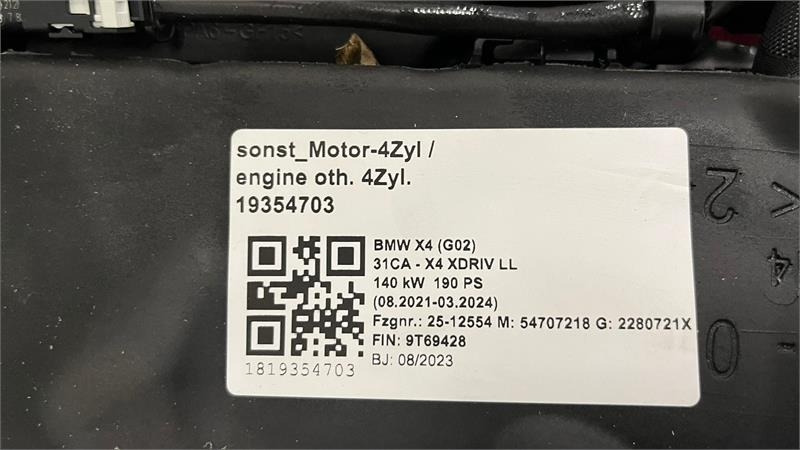 sonst_Motor-4Zyl /
engine oth. 4Zyl.
19354703
BMW X4 (G02)
31CA - X4 XDRIV LL
140 kW 190 PS
(08.2021-03.2024)
Fzgnr.: 25-12554 M: 54707218 G: 2280721X
FIN: 9T69428
BJ: 08/2023
1819354703